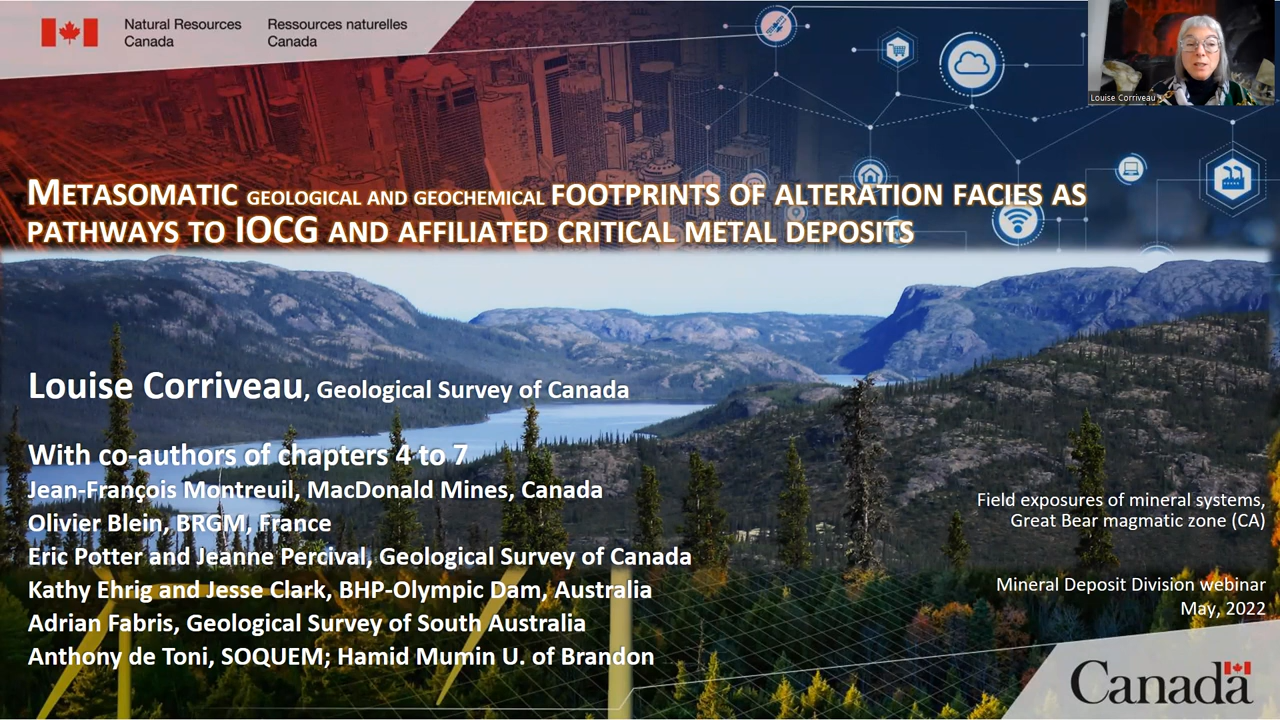 Natural Resources Canada
Ressources naturelles Canada
Louise Corriveau
METASOMATIC GEOLOGICAL AND GEOCHEMICAL FOOTPRINTS OF ALTERATION FACIES AS
PATHWAYS TO IOCG AND AFFILIATED CRITICAL METAL DEPOSITS
Louise Corriveau, Geological Survey of Canada
With co-authors of chapters 4 to 7
Jean-François Montreuil, MacDonald Mines, Canada
Olivier Blein, BRGM, France
Eric Potter and Jeanne Percival, Geological Survey of Canada
Kathy Ehrig and Jesse Clark, BHP-Olympic Dam, Australia
Adrian Fabris, Geological Survey of South Australia
Anthony de Toni, SOQUEM; Hamid Mumin U. of Brandon
Field exposures of mineral systems,
Great Bear magmatic zone (CA)
Mineral Deposit Division webinar
May, 2022
Canada